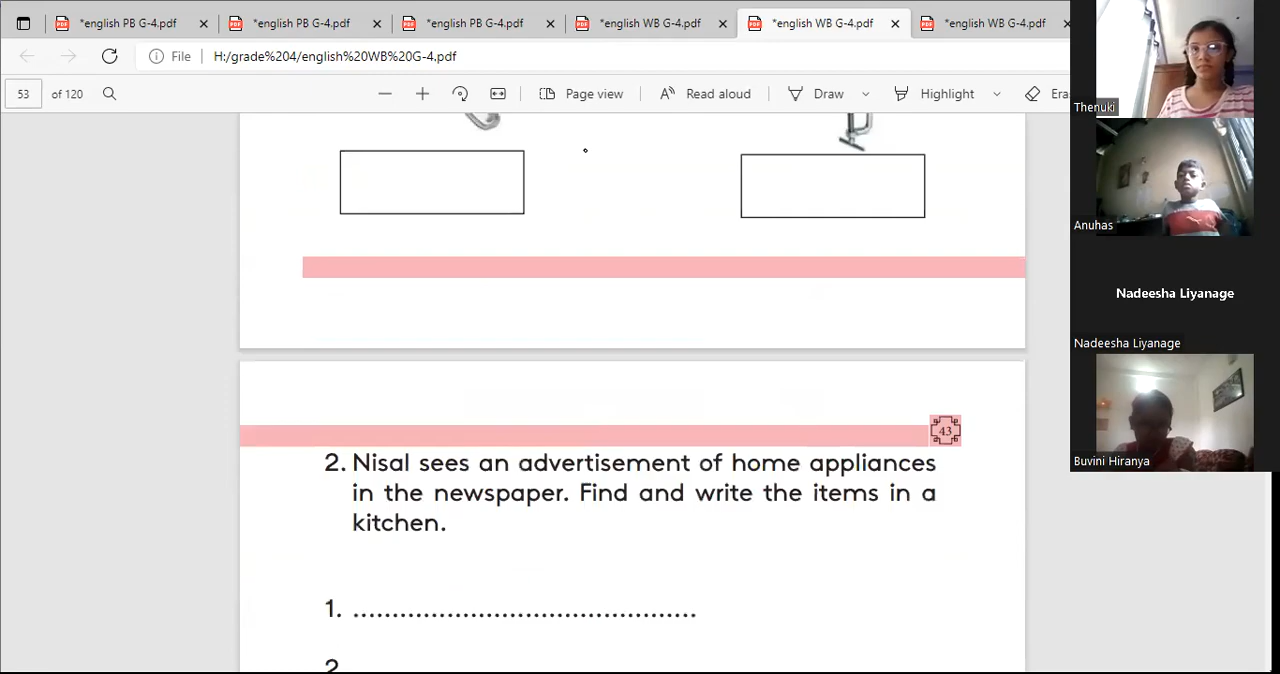 *english PB G-4.pdf
*english PB G-4.pdf
*english PB G-4.pdf
*english WB G-4.pdf
*english WB G-4.pdf
*english WB G-4.pdf
File
H:/grade%204/english%20WB%20G-4.pdf
53 of 120
Page view
Read aloud
Draw
Highlight
Era
Thenuki
Anuhas
Nadeesha Liyanage
Nadeesha Liyanage
Buvini Hiranya
43
2. Nisal sees an advertisement of home appliances
in the newspaper. Find and write the items in a
kitchen.
1. ............................................
2